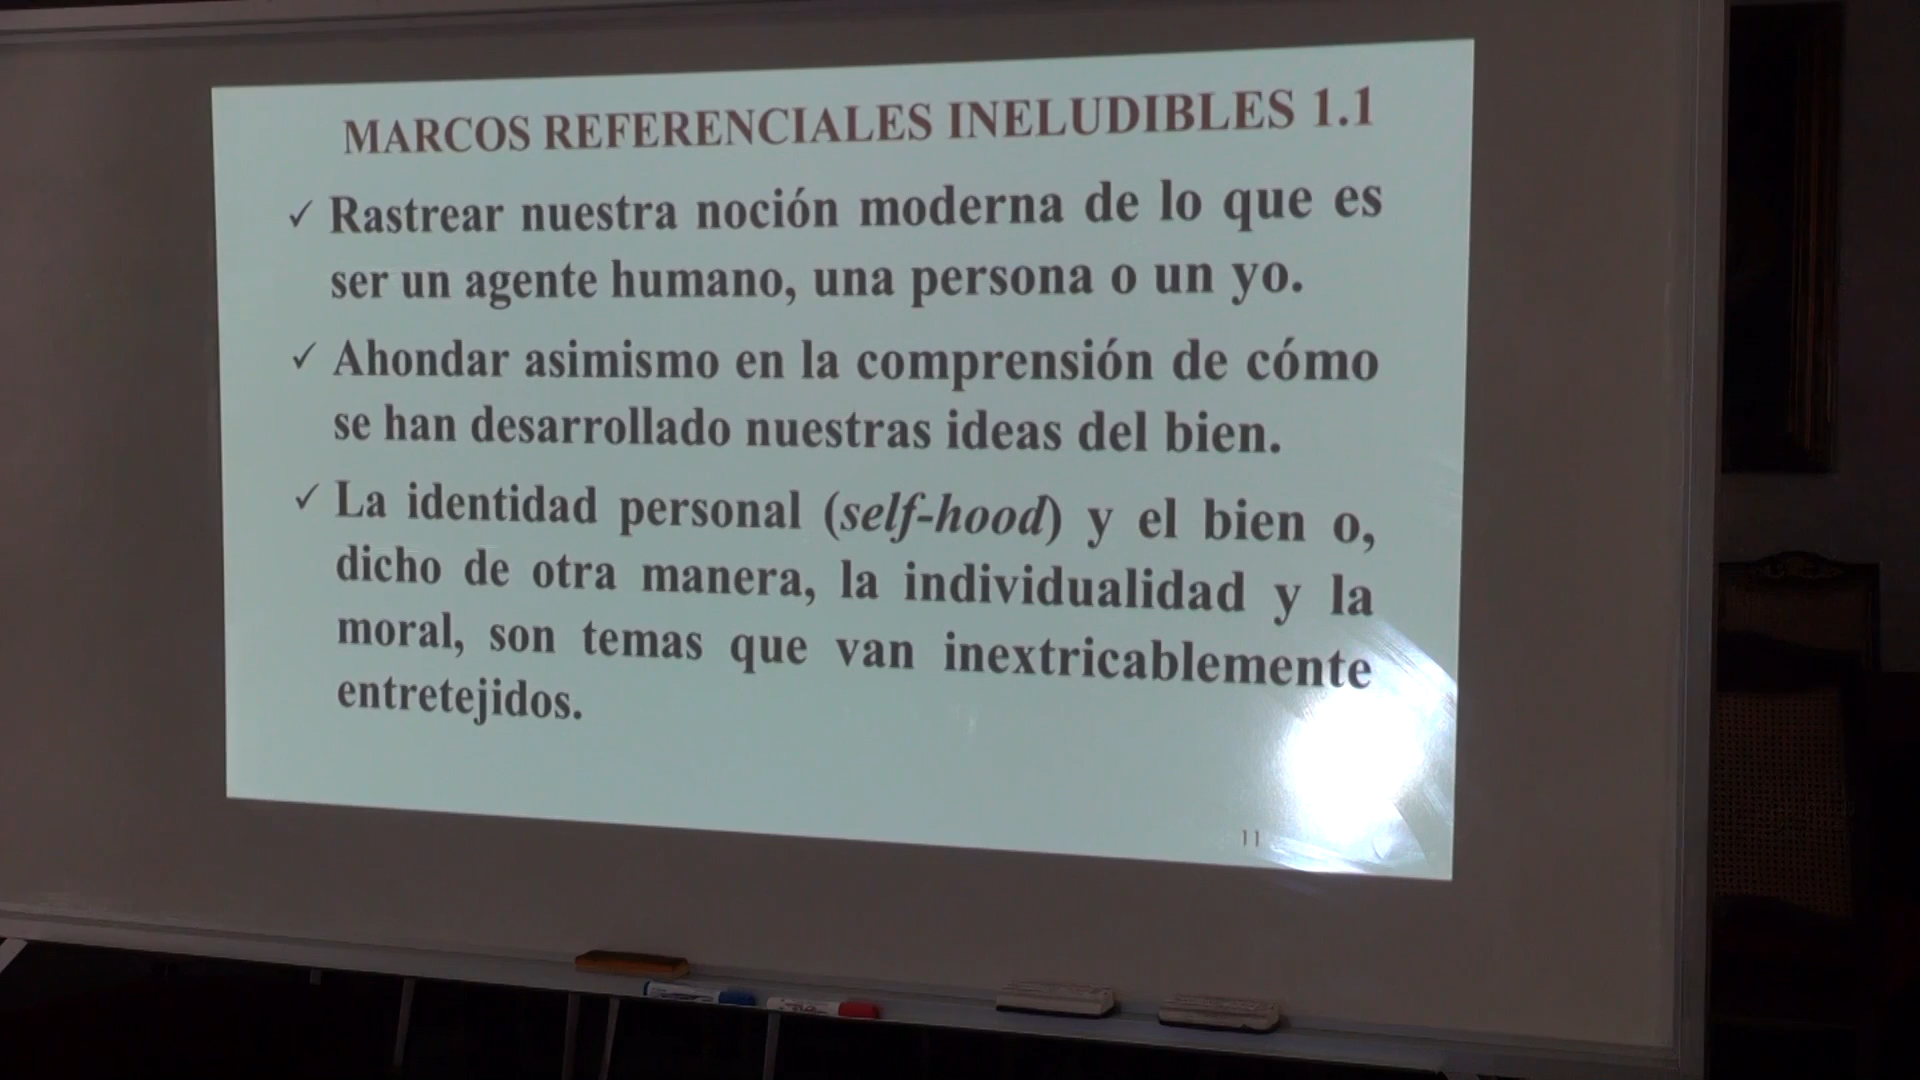 MARCOS REFERENCIALES INELUDIBLES 1.1
✓ Rastrear nuestra noción moderna de lo que es
ser un agente humano, una persona o un yo.
✓ Ahondar asimismo en la comprensión de cómo
se han desarrollado nuestras ideas del bien.
✓ La identidad personal (self-hood) y el bien o,
dicho de otra manera, la individualidad y la
moral, son temas que van inextricablemente
entretejidos.
11